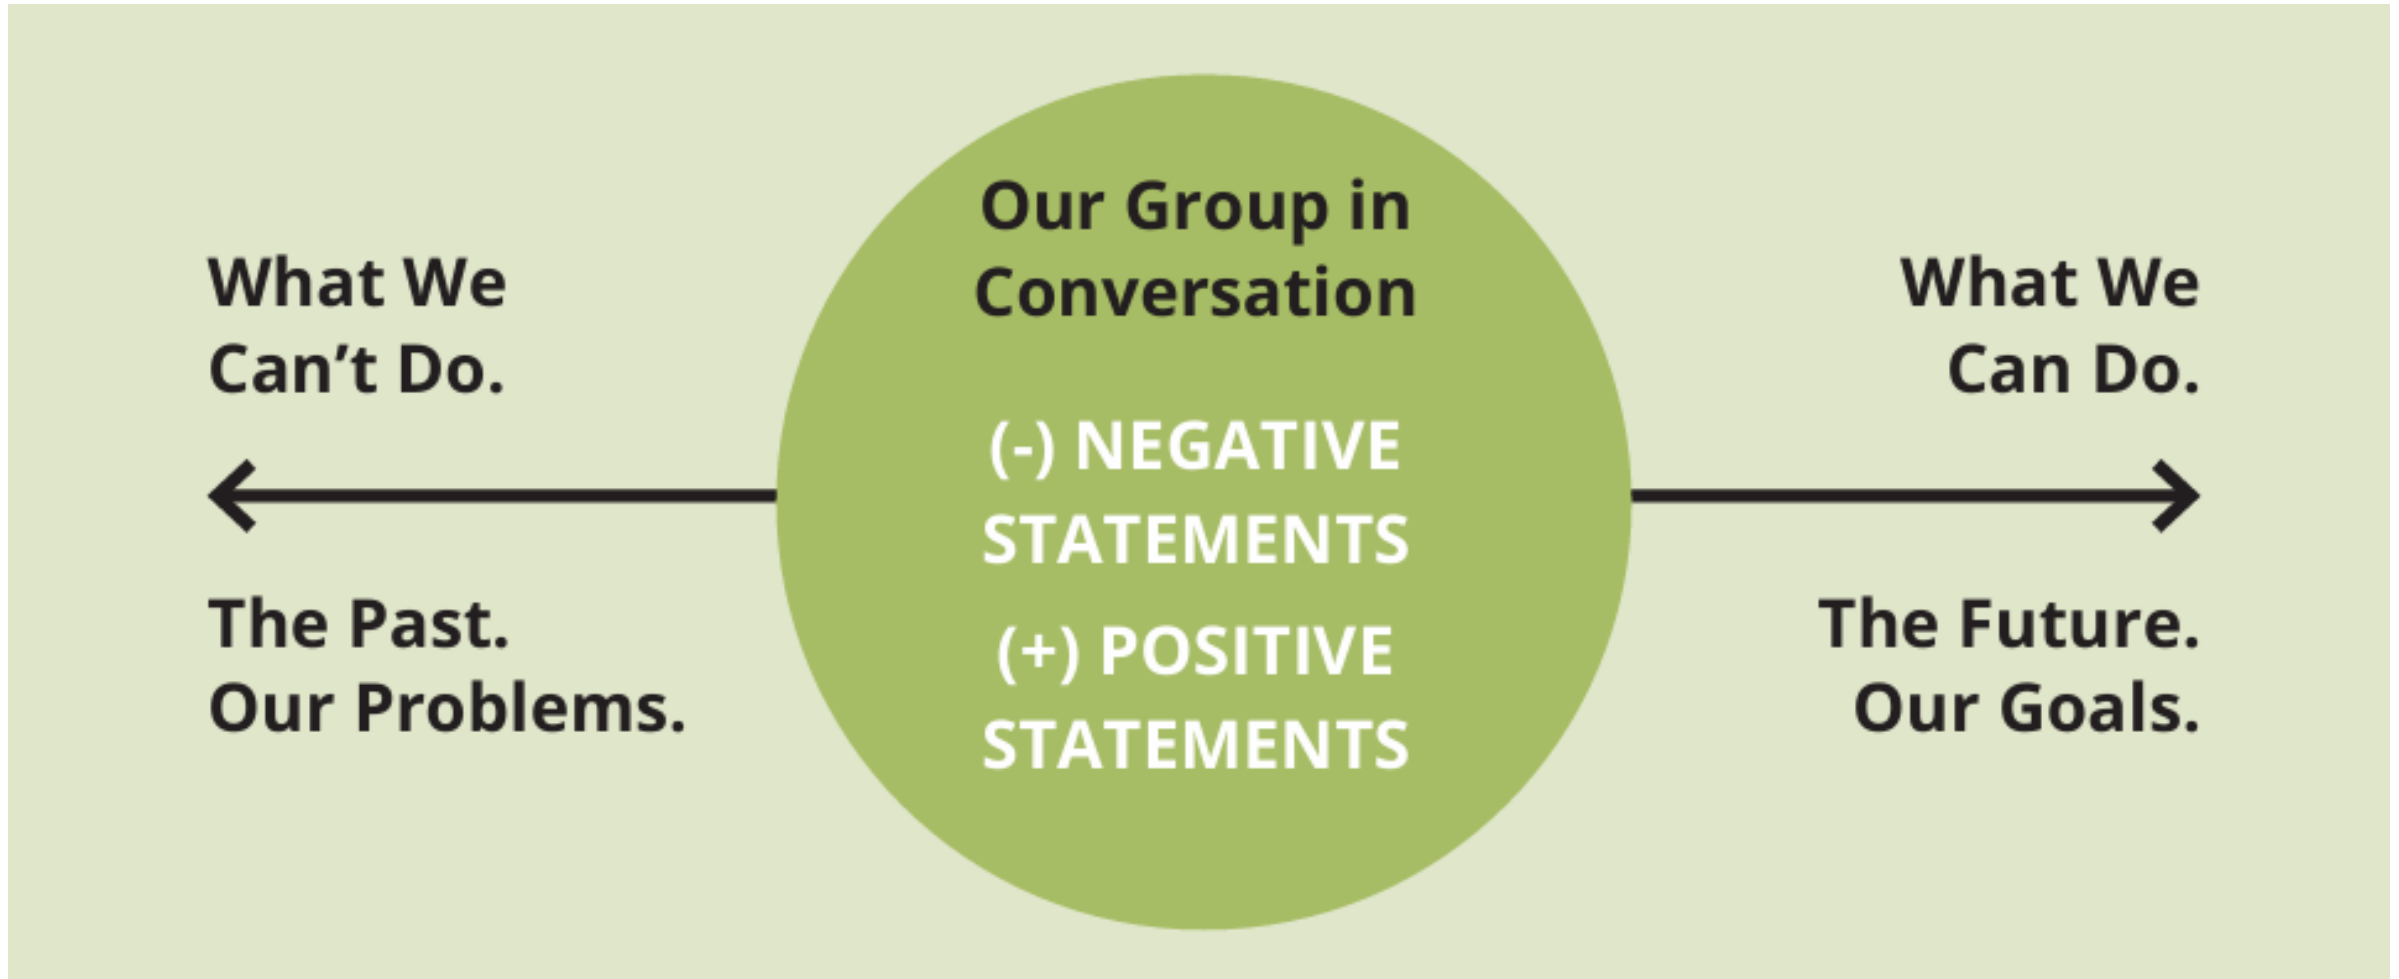 What We
Can’t Do.
The Past.
Our Problems.
Our Group in
Conversation
(-) NEGATIVE
STATEMENTS
(+) POSITIVE
STATEMENTS
What We
Can Do.
The Future.
Our Goals.